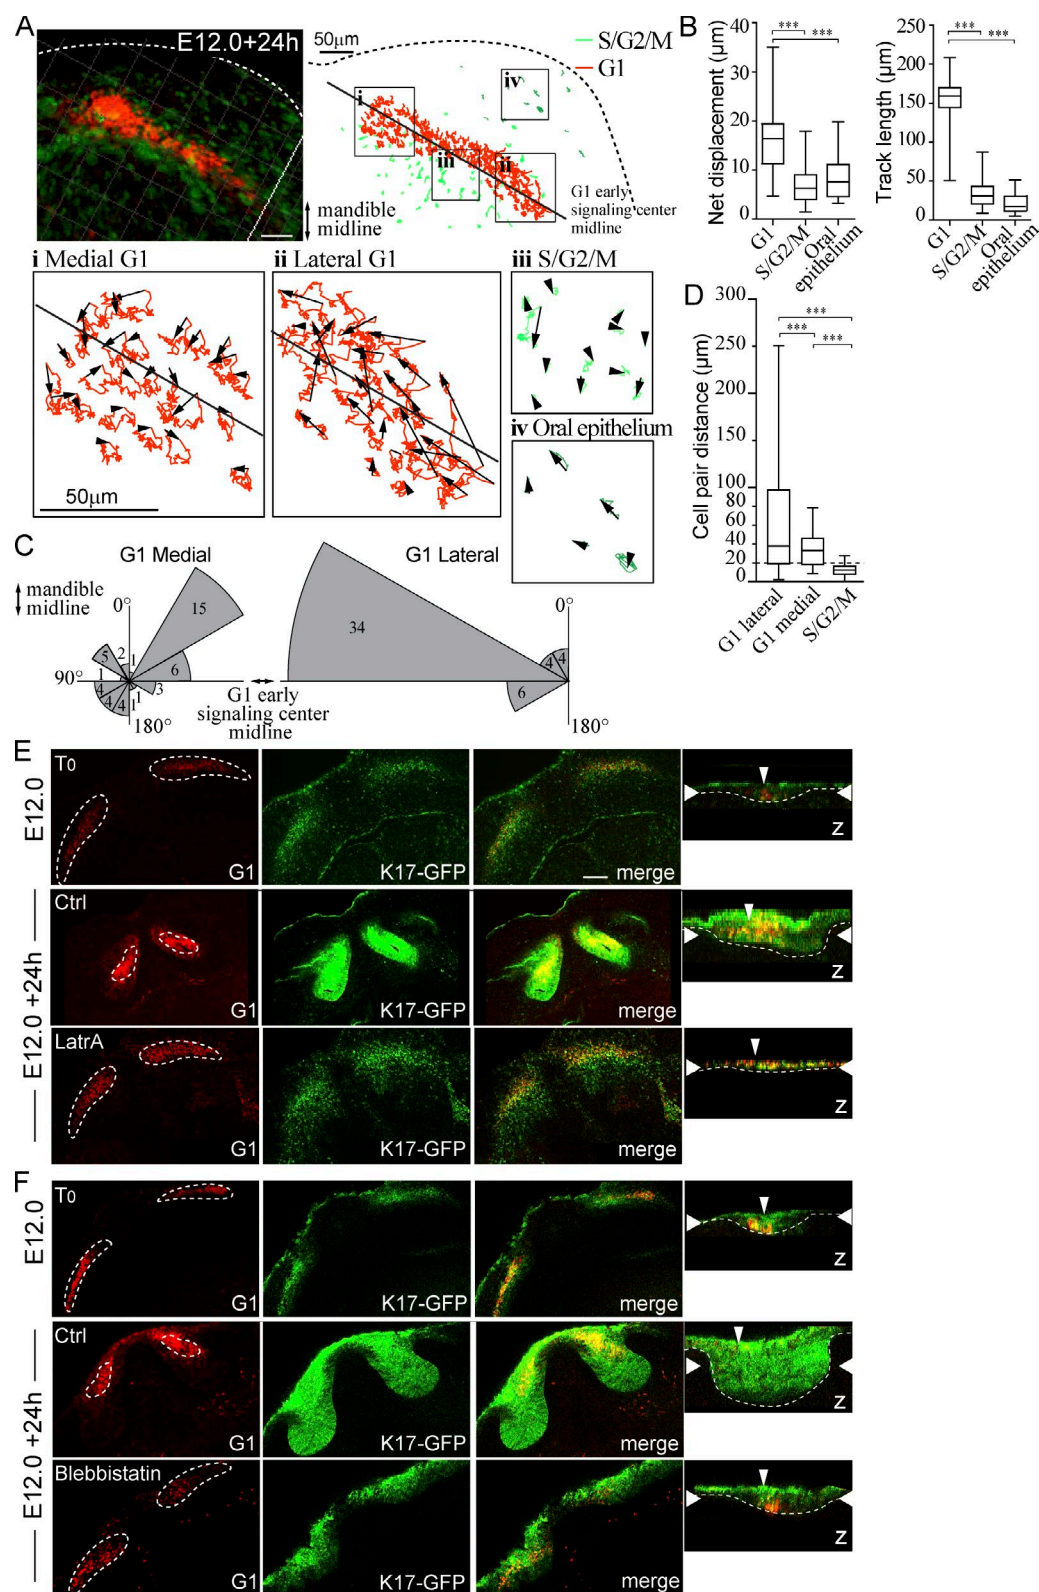 A
E12.0+24h
50μm
S/G2/M
G1
i
ii
iii
iv
G1 early
signaling center
midline
mandible
midline
i Medial G1
50μm
ii Lateral G1
iii S/G2/M
iv Oral epithelium
B
Net displacement (μm)
40
30
20
10
0
***
***
G1
S/G2/M
Oral
epithelium
Track length (μm)
250
200
150
100
50
0
***
***
G1
S/G2/M
Oral
epithelium
C
G1 Medial
mandible
midline
0°
90°
180°
15
6
3
1
1
1
4
4
4
1
5
2
G1 early
signaling center
midline
G1 Lateral
0°
180°
34
4
4
6
D
Cell pair distance (μm)
300
250
200
150
100
80
60
40
20
0
***
***
***
G1 lateral
G1 medial
S/G2/M
E
E12.0
T0
G1
K17-GFP
merge
z
E12.0 +24h
Ctrl
G1
K17-GFP
merge
z
LatrA
G1
K17-GFP
merge
z
F
E12.0
T0
G1
K17-GFP
merge
z
E12.0 +24h
Ctrl
G1
K17-GFP
merge
z
Blebbistatin
G1
K17-GFP
merge
z